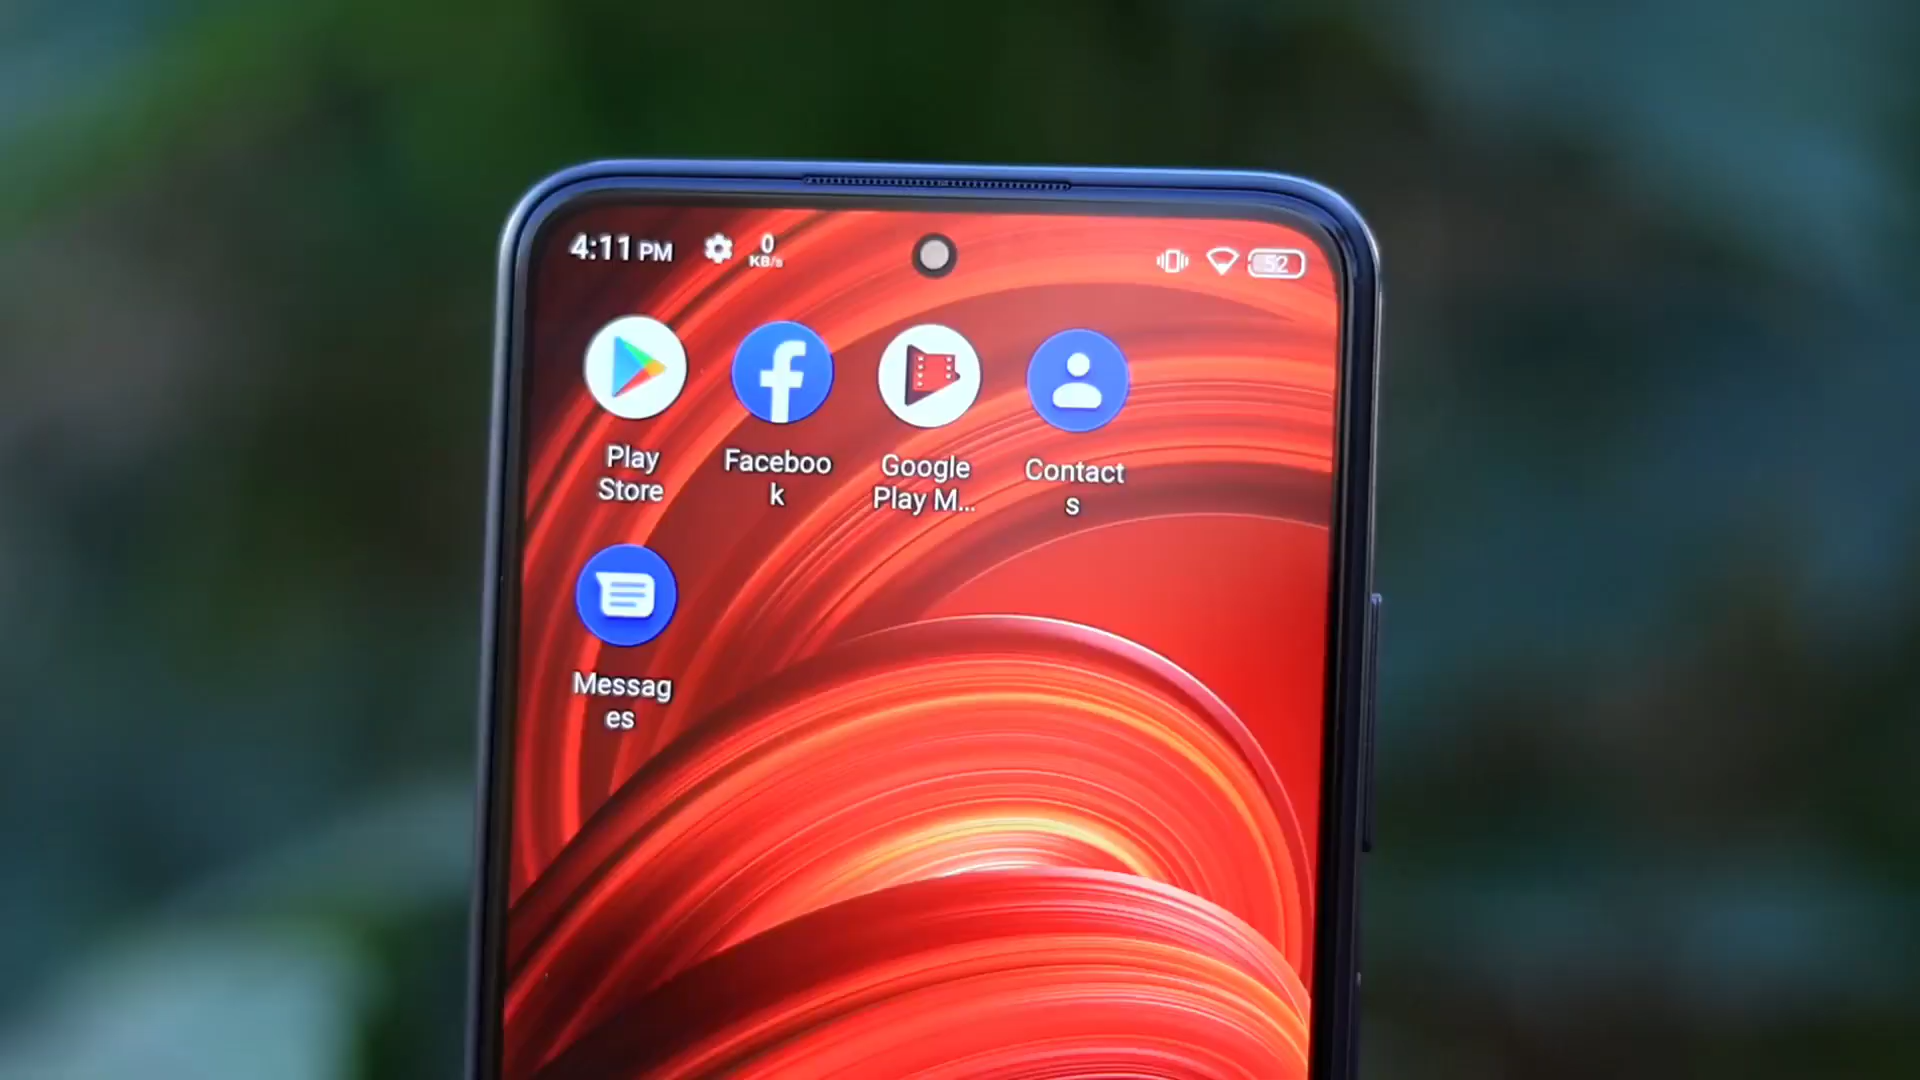 4:11 PM
0
KB/s
52
Play
Store
Faceboo
k
Google
Play M...
Contact
s
Messag
es